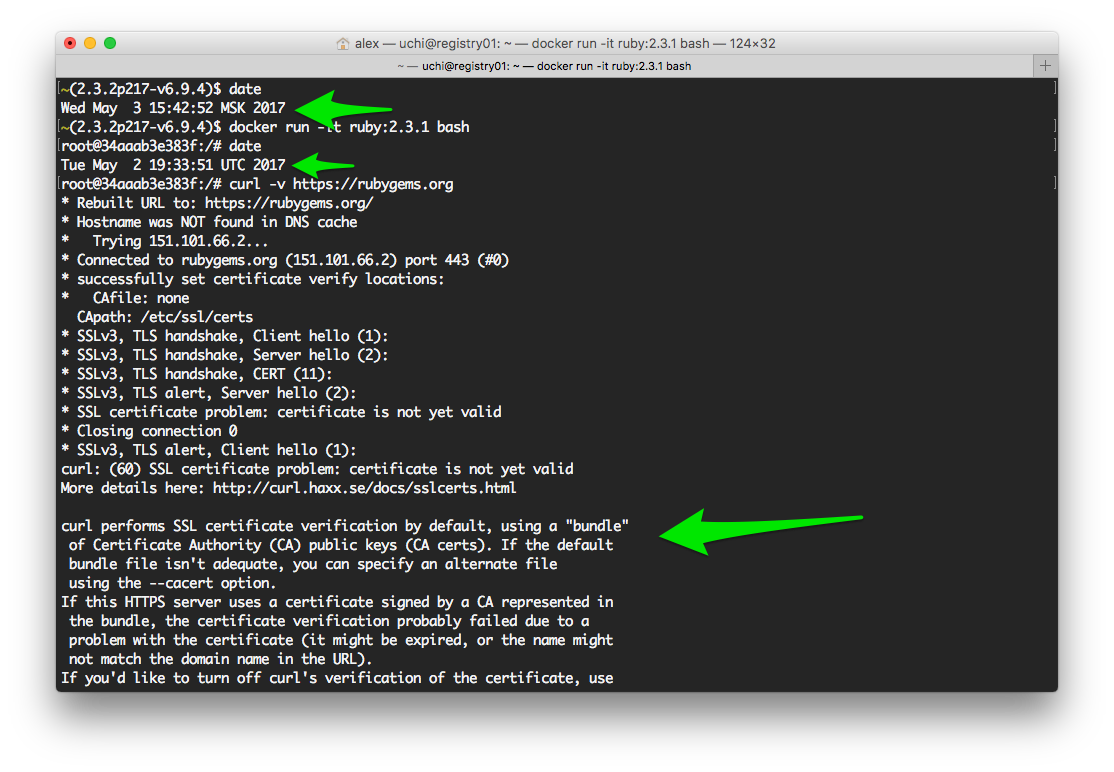 alex — uchi@registry01: ~ — docker run -it ruby:2.3.1 bash — 124×32
~ — uchi@registry01: ~ — docker run -it ruby:2.3.1 bash
[~(2.3.2p217-v6.9.4)$ date ]
Wed May  3 15:42:52 MSK 2017
[~(2.3.2p217-v6.9.4)$ docker run -it ruby:2.3.1 bash ]
[root@34aaab3e383f:/# date ]
Tue May  2 19:33:51 UTC 2017
[root@34aaab3e383f:/# curl -v https://rubygems.org ]
* Rebuilt URL to: https://rubygems.org/
* Hostname was NOT found in DNS cache
*   Trying 151.101.66.2...
* Connected to rubygems.org (151.101.66.2) port 443 (#0)
* successfully set certificate verify locations:
*   CAfile: none
  CApath: /etc/ssl/certs
* SSLv3, TLS handshake, Client hello (1):
* SSLv3, TLS handshake, Server hello (2):
* SSLv3, TLS handshake, CERT (11):
* SSLv3, TLS alert, Server hello (2):
* SSL certificate problem: certificate is not yet valid
* Closing connection 0
* SSLv3, TLS alert, Client hello (1):
curl: (60) SSL certificate problem: certificate is not yet valid
More details here: http://curl.haxx.se/docs/sslcerts.html
curl performs SSL certificate verification by default, using a "bundle"
 of Certificate Authority (CA) public keys (CA certs). If the default
 bundle file isn't adequate, you can specify an alternate file
 using the --cacert option.
If this HTTPS server uses a certificate signed by a CA represented in
 the bundle, the certificate verification probably failed due to a
 problem with the certificate (it might be expired, or the name might
 not match the domain name in the URL).
If you'd like to turn off curl's verification of the certificate, use